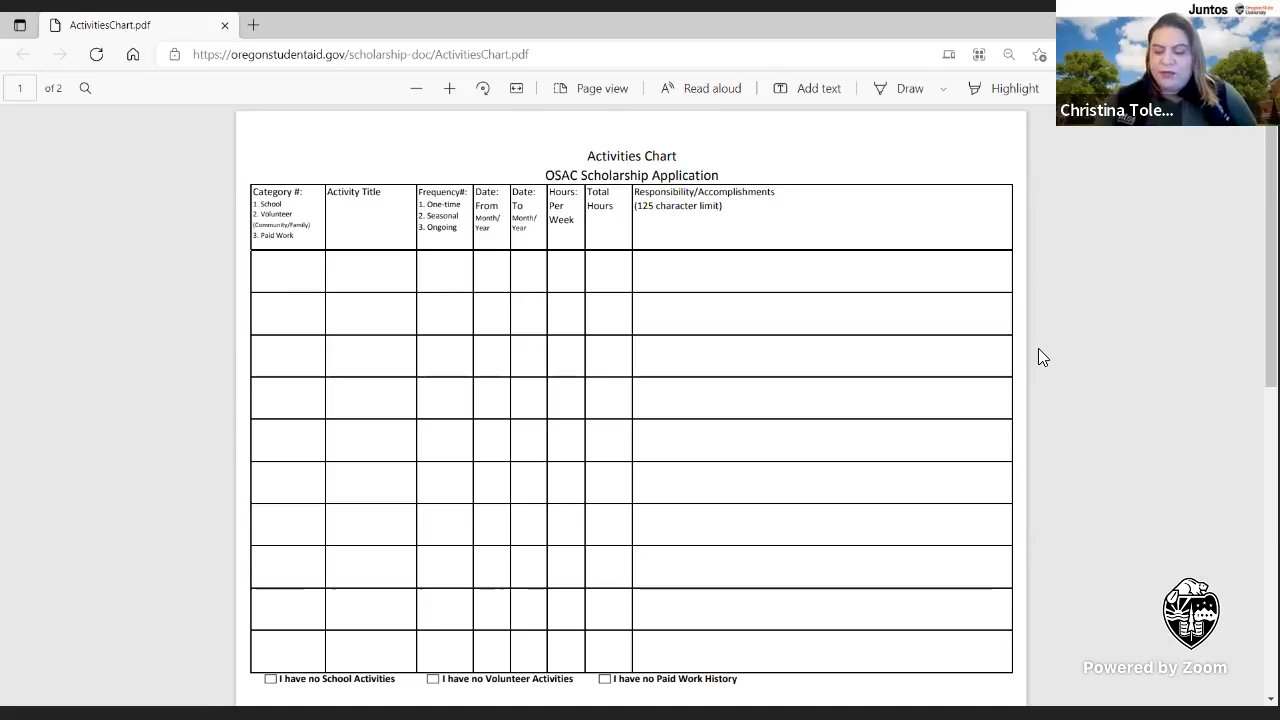 ActivitiesChart.pdf
https://oregonstudentaid.gov/scholarship-doc/ActivitiesChart.pdf
1 of 2
Page view
Read aloud
Add text
Draw
Highlight
Juntos
Oregon State University
Christina Tole...
Activities Chart
OSAC Scholarship Application
Category #:
1. School
2. Volunteer
(Community/Family)
3. Paid Work
Activity Title
Frequency#:
1. One-time
2. Seasonal
3. Ongoing
Date:
From
Month/
Year
Date:
To
Month/
Year
Hours:
Per
Week
Total
Hours
Responsibility/Accomplishments
(125 character limit)
I have no School Activities
I have no Volunteer Activities
I have no Paid Work History
Powered by Zoom